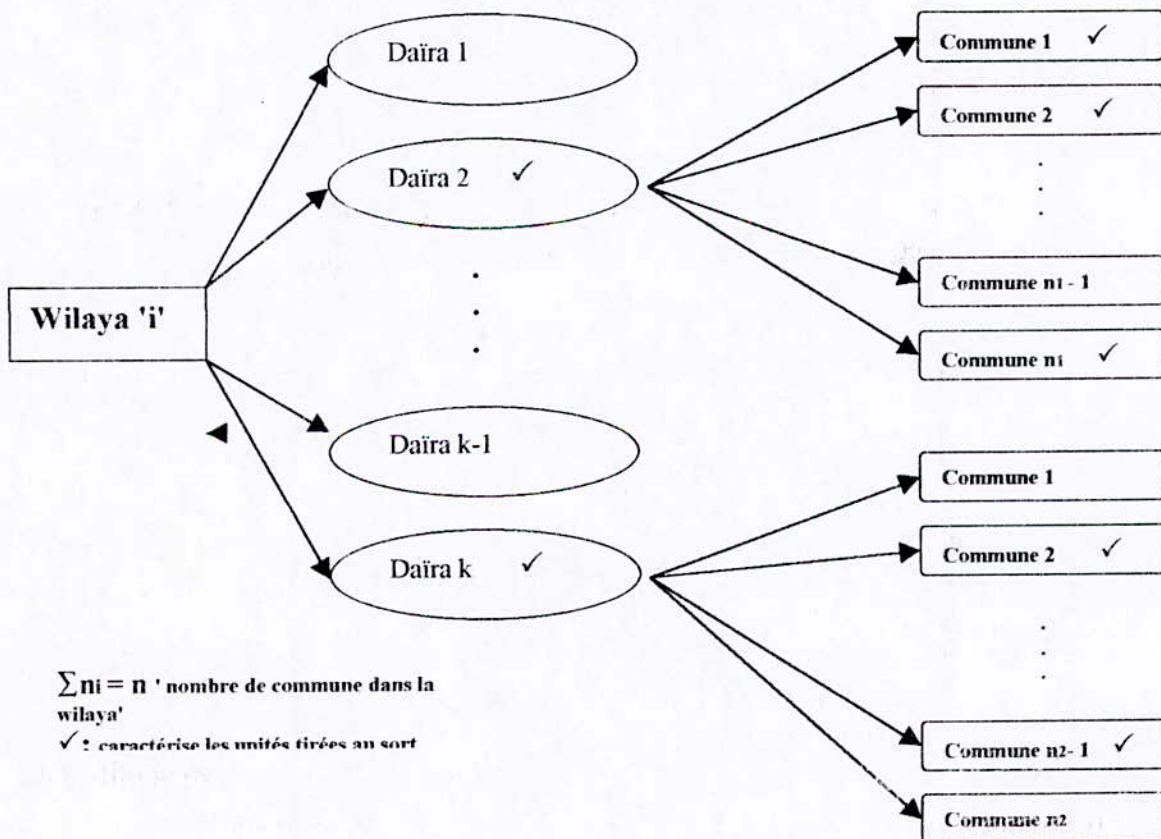 Wilaya 'i'
Daïra 1
Daïra 2 ✓
Daïra k-1
Daïra k ✓
Commune 1 ✓
Commune 2 ✓
Commune n1 - 1
Commune n1 ✓
Commune 1
Commune 2 ✓
Commune n2- 1 ✓
Commune n2
∑ni = n ' nombre de commune dans la
wilaya'
✓ : caractérise les unités tirées au sort